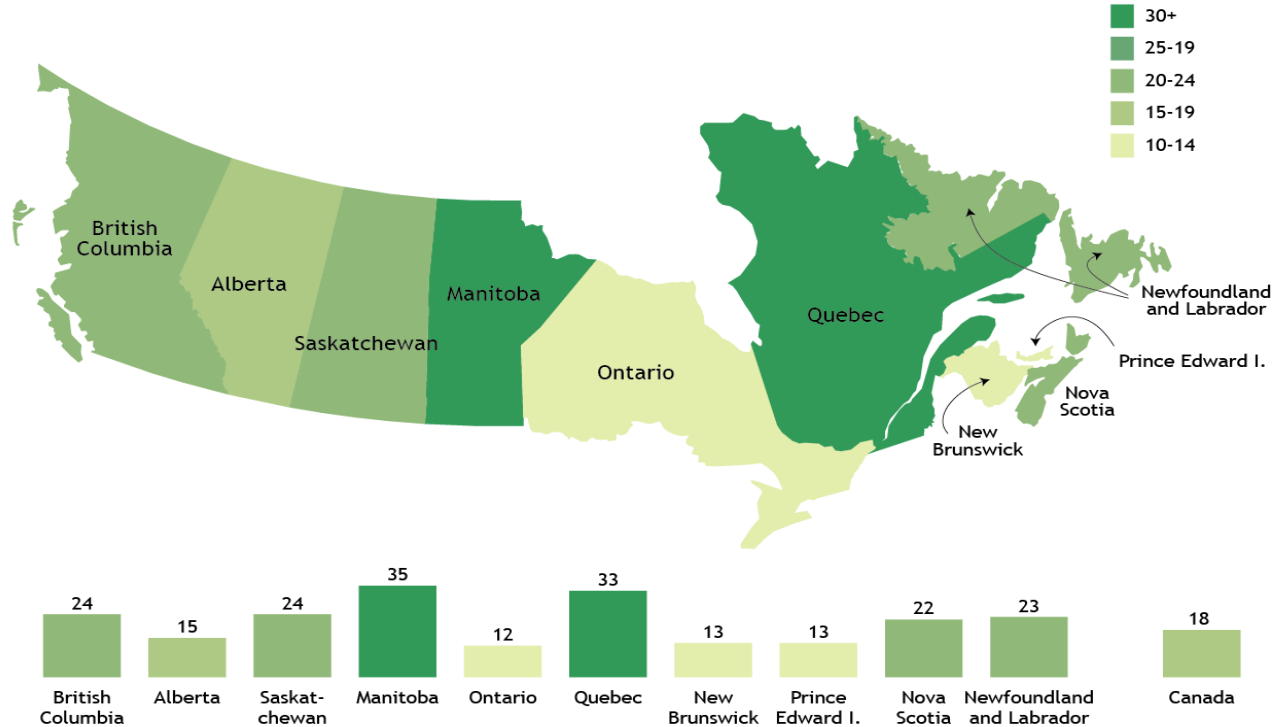 30+
25-19
20-24
15-19
10-14
British
Columbia
Alberta
Saskatchewan
Manitoba
Ontario
Quebec
Newfoundland
and Labrador
Prince Edward I.
Nova
Scotia
New
Brunswick
24
15
24
35
12
33
13
13
22
23
18
British
Columbia
Alberta
Saskat-
chewan
Manitoba
Ontario
Quebec
New
Brunswick
Prince
Edward I.
Nova
Scotia
Newfoundland
and Labrador
Canada